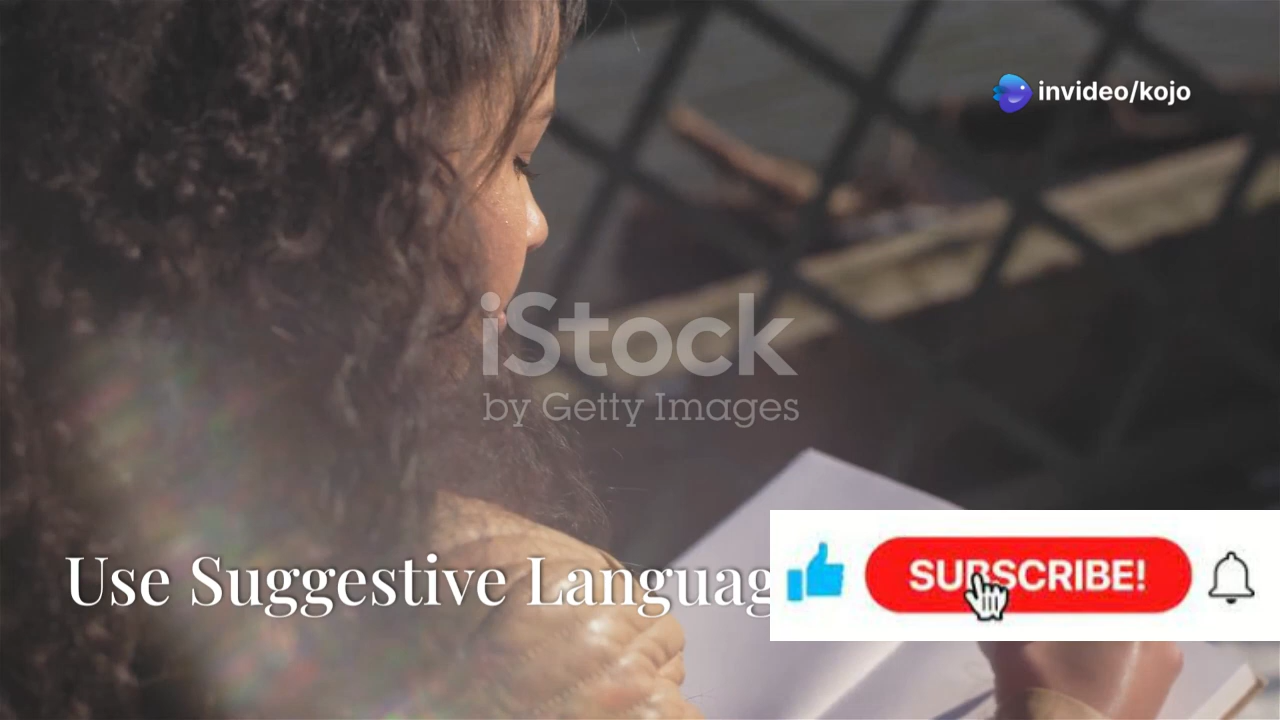 invideo/kojo
iStock
by Getty Images
Use Suggestive Languag
SUBSCRIBE!